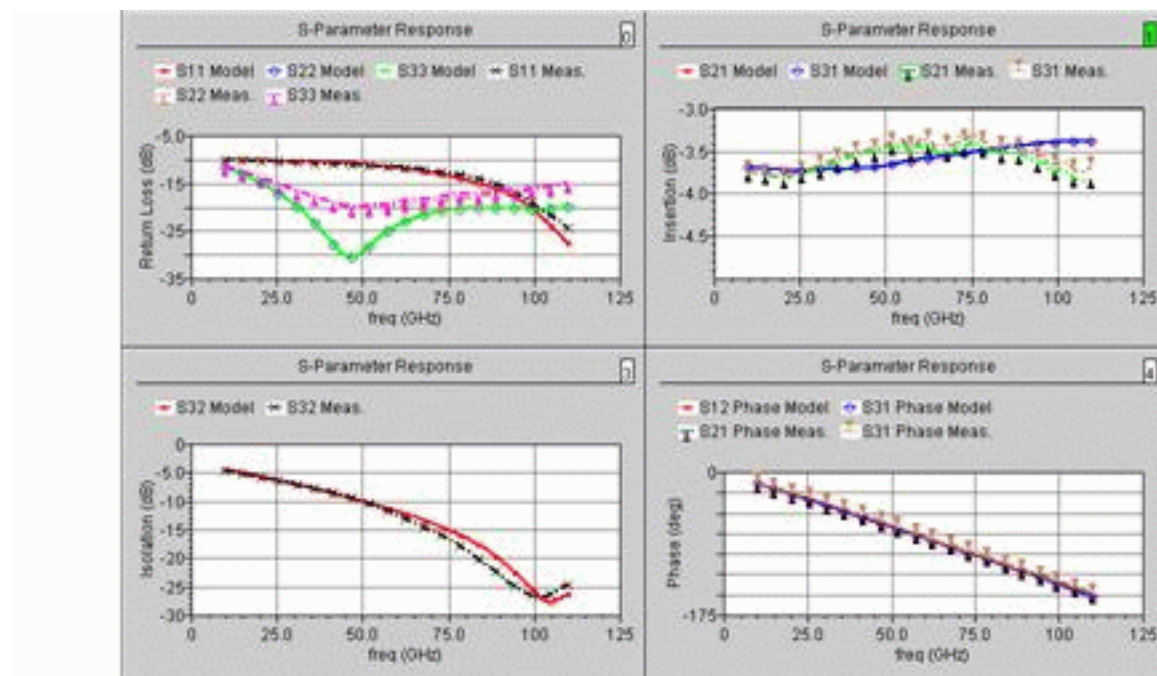 S-Parameter Response
0
S11 Model S22 Model S33 Model S11 Meas.
S22 Meas. S33 Meas.
Return Loss (dB)
-5.0
-15
-25
-35
0 25.0 50.0 75.0 100 125
freq (GHz)
S-Parameter Response
1
S21 Model S31 Model S21 Meas. S31 Meas.
Insertion (dB)
-3.0
-3.5
-4.0
-4.5
0 25.0 50.0 75.0 100 125
freq (GHz)
S-Parameter Response
3
S32 Model S32 Meas.
Isolation (dB)
0
-5.0
-10
-15
-20
-25
-30
0 25.0 50.0 75.0 100 125
freq (GHz)
S-Parameter Response
4
S12 Phase Model S31 Phase Model
S21 Phase Meas. S31 Phase Meas.
Phase (deg)
0
-175
0 25.0 50.0 75.0 100 125
freq (GHz)